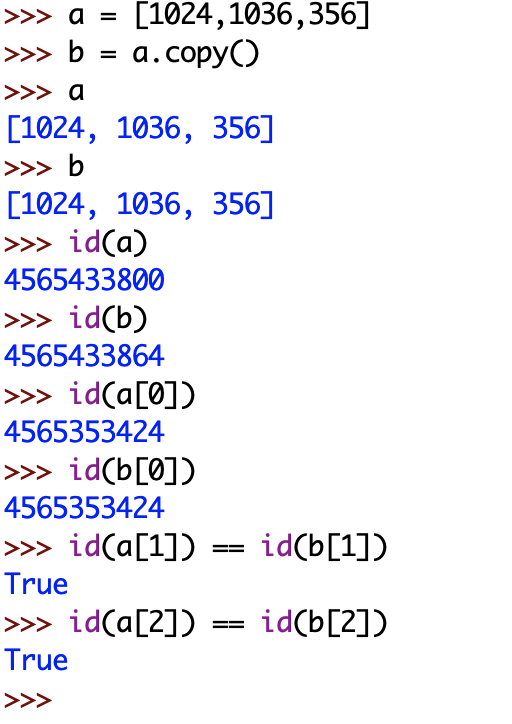 >>> a = [1024,1036,356]
>>> b = a.copy()
>>> a
[1024, 1036, 356]
>>> b
[1024, 1036, 356]
>>> id(a)
4565433800
>>> id(b)
4565433864
>>> id(a[0])
4565353424
>>> id(b[0])
4565353424
>>> id(a[1]) == id(b[1])
True
>>> id(a[2]) == id(b[2])
True
>>>